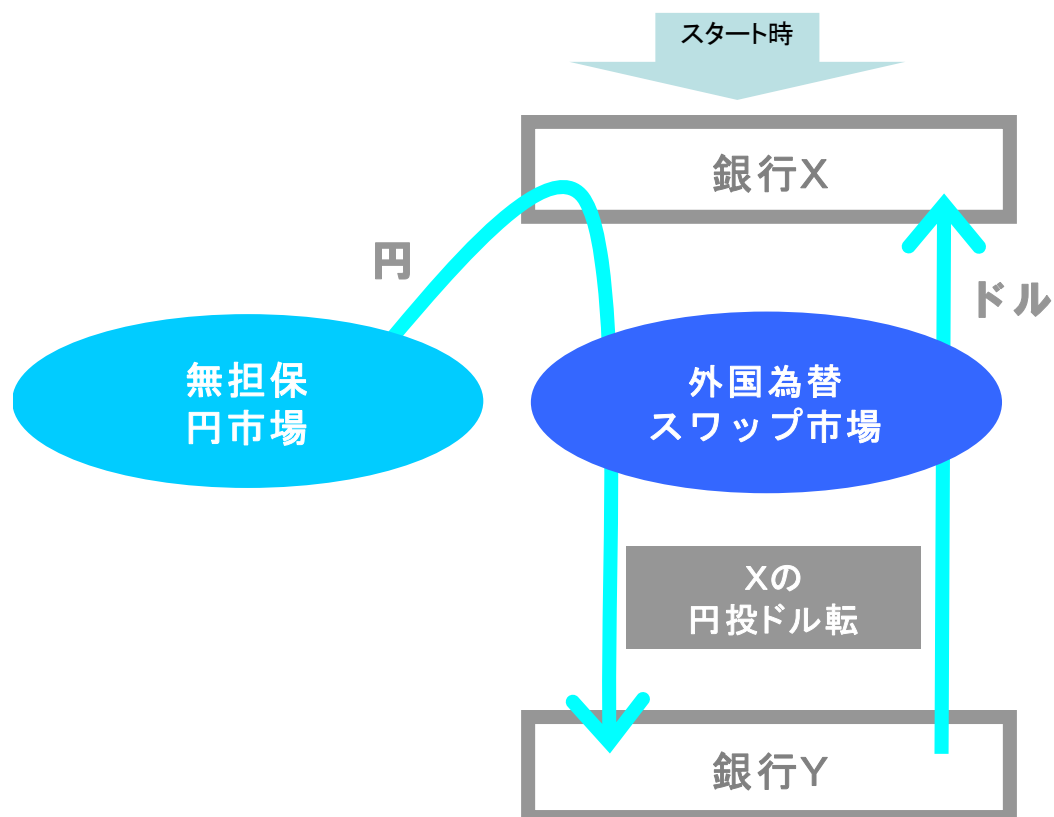 スタート時
銀行X
円
ドル
無担保
円市場
外国為替
スワップ市場
Xの
円投ドル転
銀行Y